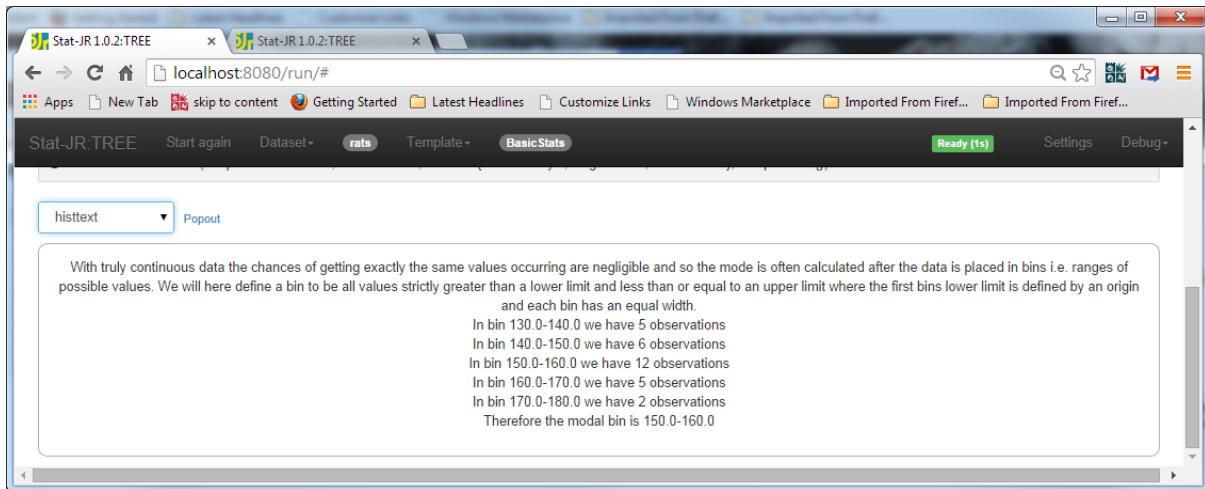 Stat-JR 1.0.2:TREE × Stat-JR 1.0.2:TREE ×
localhost:8080/run/#
Apps New Tab skip to content Getting Started Latest Headlines Customize Links Windows Marketplace Imported From Firef... Imported From Firef...
Stat-JR:TREE Start again Dataset rats Template BasicStats Ready (1s) Settings Debug
histtext Popout
With truly continuous data the chances of getting exactly the same values occurring are negligible and so the mode is often calculated after the data is placed in bins i.e. ranges of
possible values. We will here define a bin to be all values strictly greater than a lower limit and less than or equal to an upper limit where the first bins lower limit is defined by an origin
and each bin has an equal width.
In bin 130.0-140.0 we have 5 observations
In bin 140.0-150.0 we have 6 observations
In bin 150.0-160.0 we have 12 observations
In bin 160.0-170.0 we have 5 observations
In bin 170.0-180.0 we have 2 observations
Therefore the modal bin is 150.0-160.0